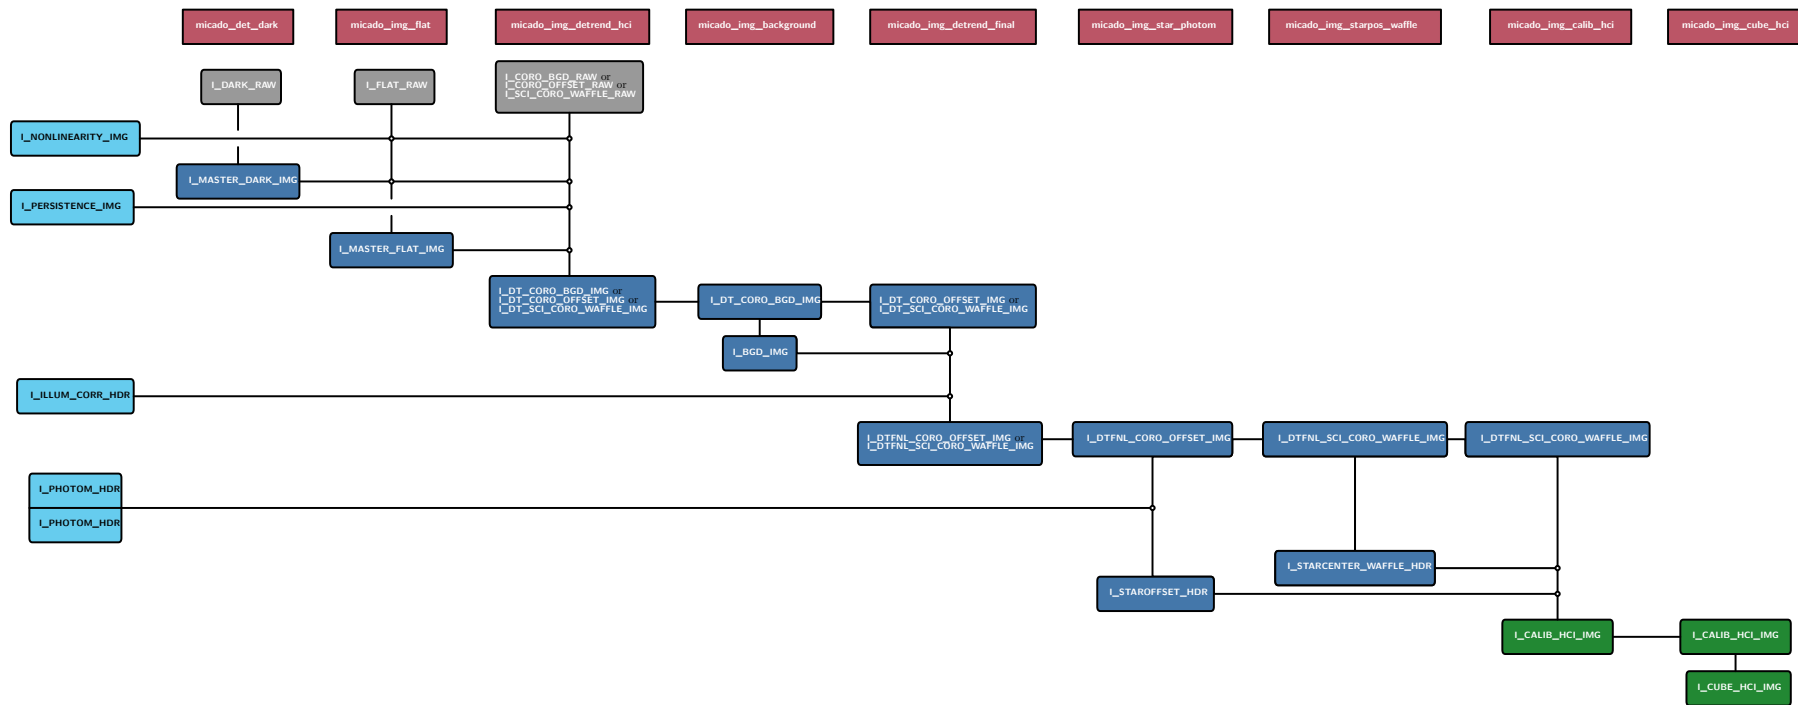 micado_det_dark
micado_img_flat
micado_img_detrend_hci
micado_img_background
micado_img_detrend_final
micado_img_star_photom
micado_img_starpos_waffle
micado_img_calib_hci
micado_img_cube_hci
I_DARK_RAW
I_FLAT_RAW
I_CORO_BGD_RAW or
I_CORO_OFFSET_RAW or
I_SCI_CORO_WAFFLE_RAW
I_NONLINEARITY_IMG
I_MASTER_DARK_IMG
I_PERSISTENCE_IMG
I_MASTER_FLAT_IMG
I_DT_CORO_BGD_IMG or
I_DT_CORO_OFFSET_IMG or
I_DT_SCI_CORO_WAFFLE_IMG
I_DT_CORO_BGD_IMG
I_DT_CORO_OFFSET_IMG or
I_DT_SCI_CORO_WAFFLE_IMG
I_BGD_IMG
I_ILLUM_CORR_HDR
I_DTFNL_CORO_OFFSET_IMG or
I_DTFNL_SCI_CORO_WAFFLE_IMG
I_DTFNL_CORO_OFFSET_IMG
I_DTFNL_SCI_CORO_WAFFLE_IMG
I_DTFNL_SCI_CORO_WAFFLE_IMG
I_PHOTOM_HDR
I_PHOTOM_HDR
I_STARCENTER_WAFFLE_HDR
I_STAROFFSET_HDR
I_CALIB_HCI_IMG
I_CALIB_HCI_IMG
I_CUBE_HCI_IMG